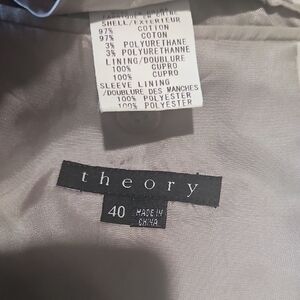 SHELL/EXTERIEUR
97% COTTON
97% COTON
3% POLYURETHANE
3% POLYURETHANNE
LINING/DOUBLURE
100% CUPRO
100% CUPRO
SLEEVE LINING
/DOUBLURE DES MANCHES
100% POLYESTER
100% POLYESTER
theory
40 MADE IN
CHINA